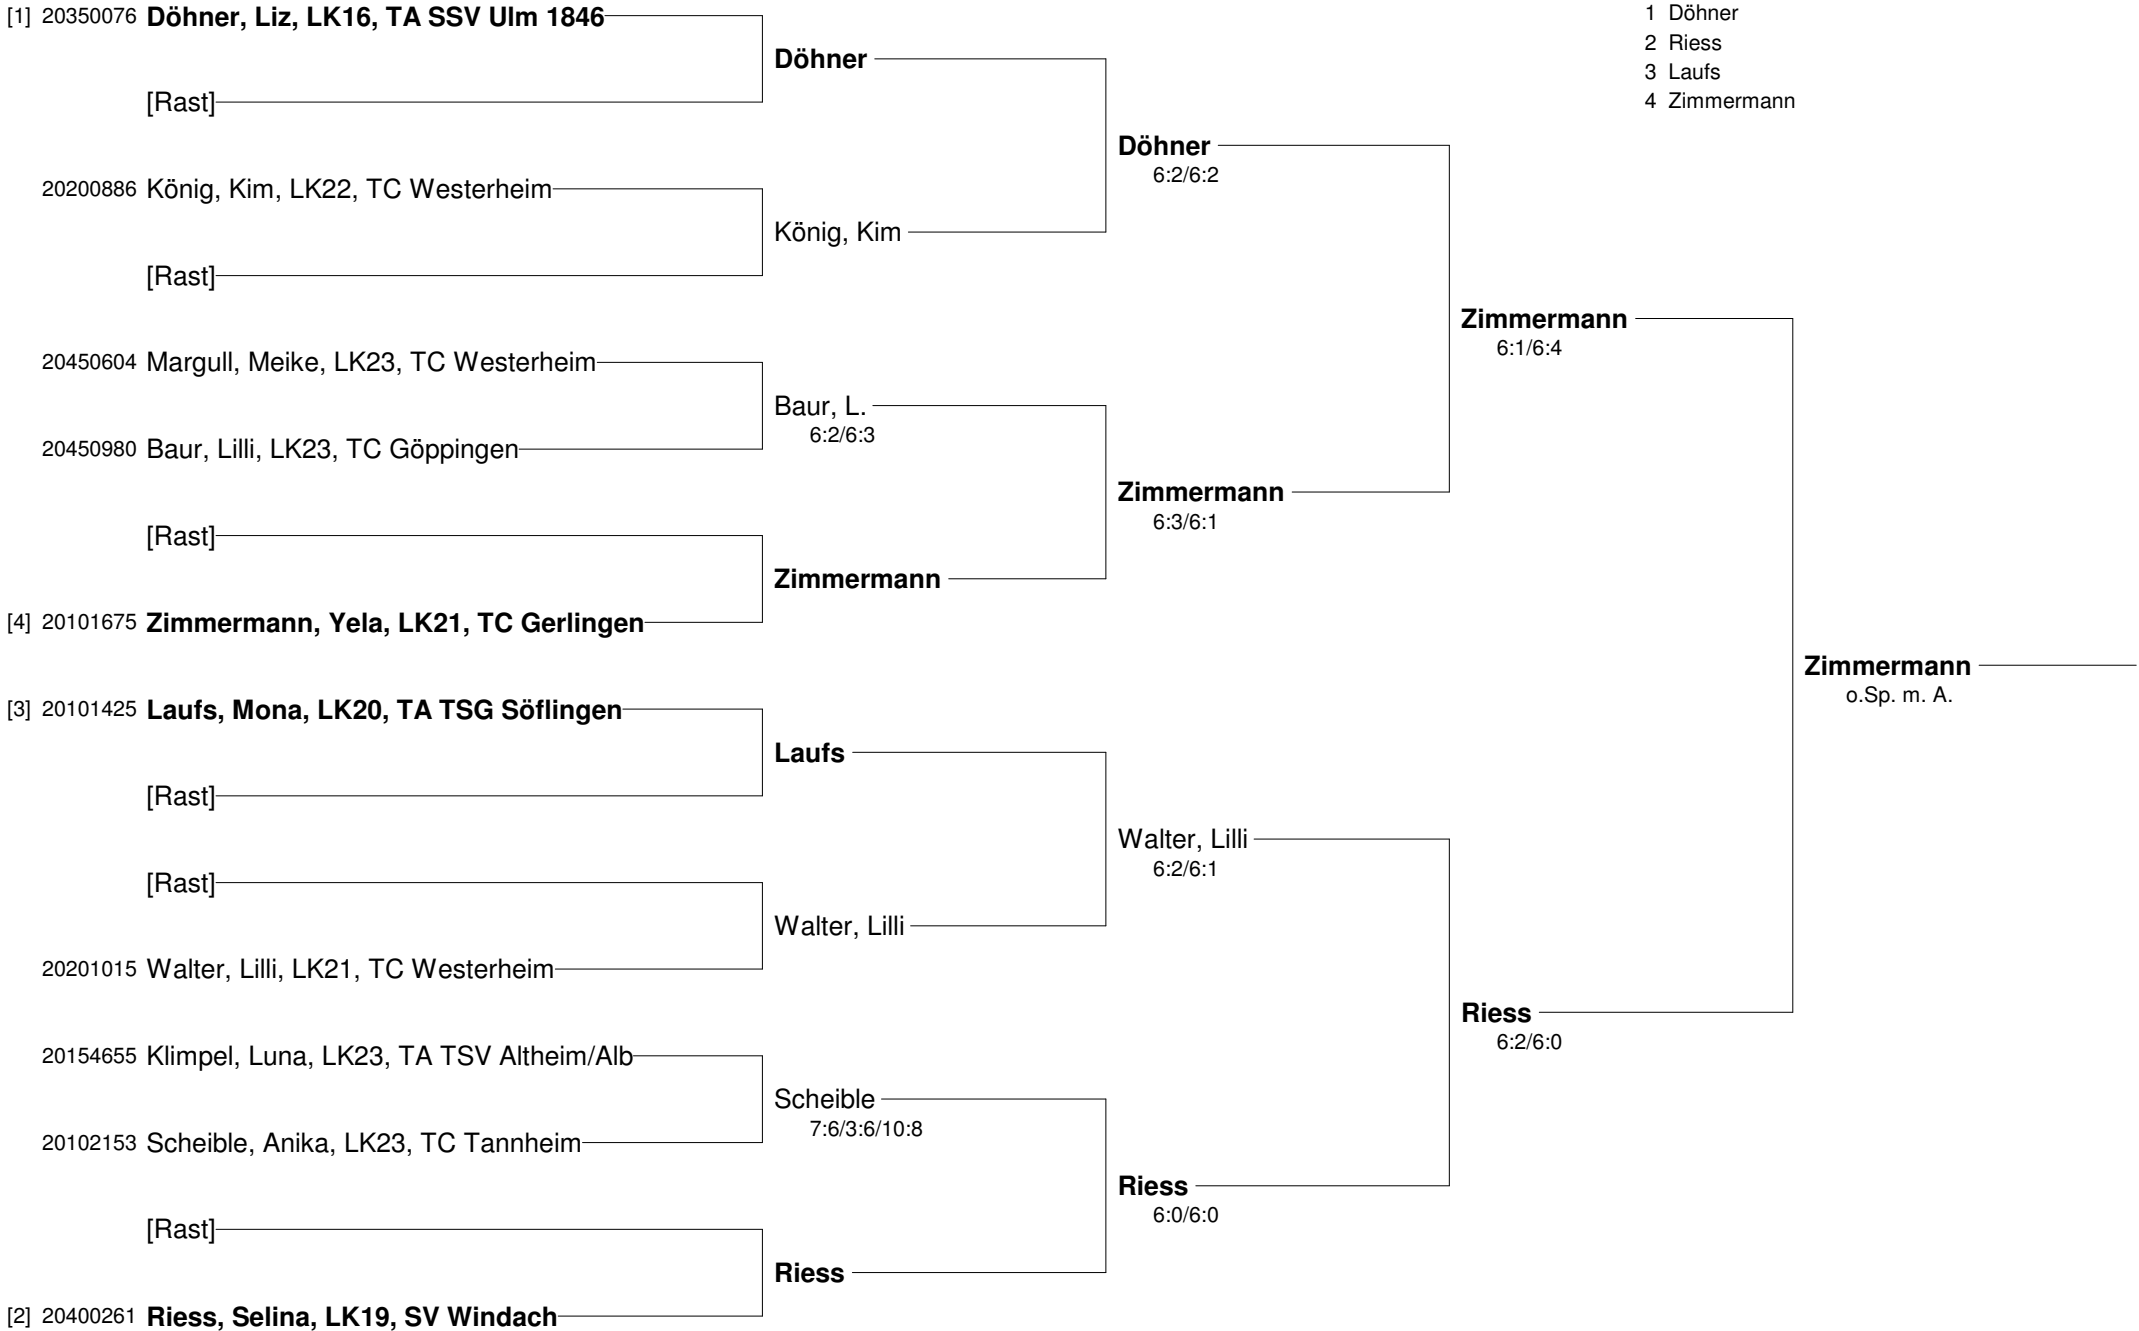 [1] 20350076 Döhner, Liz, LK16, TA SSV Ulm 1846
[Rast]
20200886 König, Kim, LK22, TC Westerheim
[Rast]
20450604 Margull, Meike, LK23, TC Westerheim
20450980 Baur, Lilli, LK23, TC Göppingen
[Rast]
[4] 20101675 Zimmermann, Yela, LK21, TC Gerlingen
[3] 20101425 Laufs, Mona, LK20, TA TSG Söflingen
[Rast]
[Rast]
20201015 Walter, Lilli, LK21, TC Westerheim
20154655 Klimpel, Luna, LK23, TA TSV Altheim/Alb
20102153 Scheible, Anika, LK23, TC Tannheim
[Rast]
[2] 20400261 Riess, Selina, LK19, SV Windach
Döhner
König, Kim
Baur, L.
6:2/6:3
Zimmermann
Laufs
Walter, Lilli
Scheible
7:6/3:6/10:8
Riess
Döhner
6:2/6:2
Zimmermann
6:3/6:1
Walter, Lilli
6:2/6:1
Riess
6:0/6:0
Zimmermann
6:1/6:4
Riess
6:2/6:0
Zimmermann
o.Sp. m. A.
1 Döhner
2 Riess
3 Laufs
4 Zimmermann